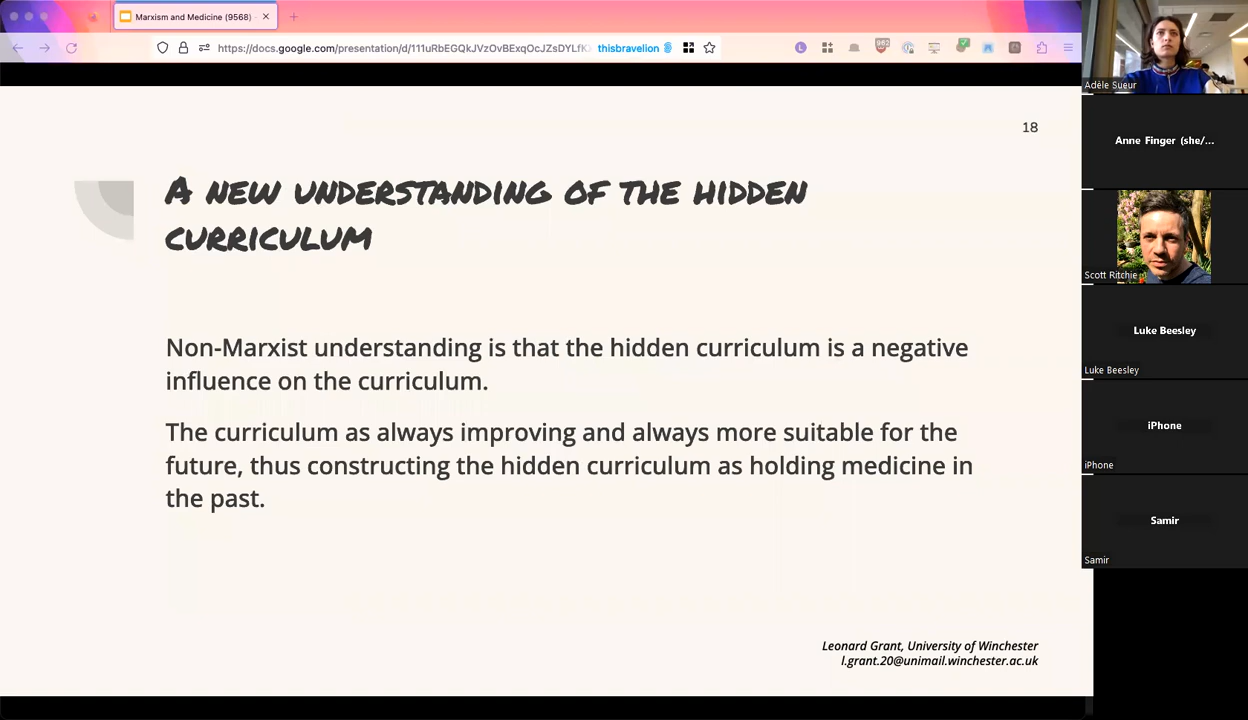 Marxism and Medicine (9568)
https://docs.google.com/presentation/d/111uRbEGQkJVzOvBExqOcJZsDYLfK
thisbravelion
18
A NEW UNDERSTANDING OF THE HIDDEN
CURRICULUM
Non-Marxist understanding is that the hidden curriculum is a negative
influence on the curriculum.
The curriculum as always improving and always more suitable for the
future, thus constructing the hidden curriculum as holding medicine in
the past.
Leonard Grant, University of Winchester
l.grant.20@unimail.winchester.ac.uk
Adèle Sueur
Anne Finger (she/...
Scott Ritchie
Luke Beesley
Luke Beesley
iPhone
iPhone
Samir
Samir